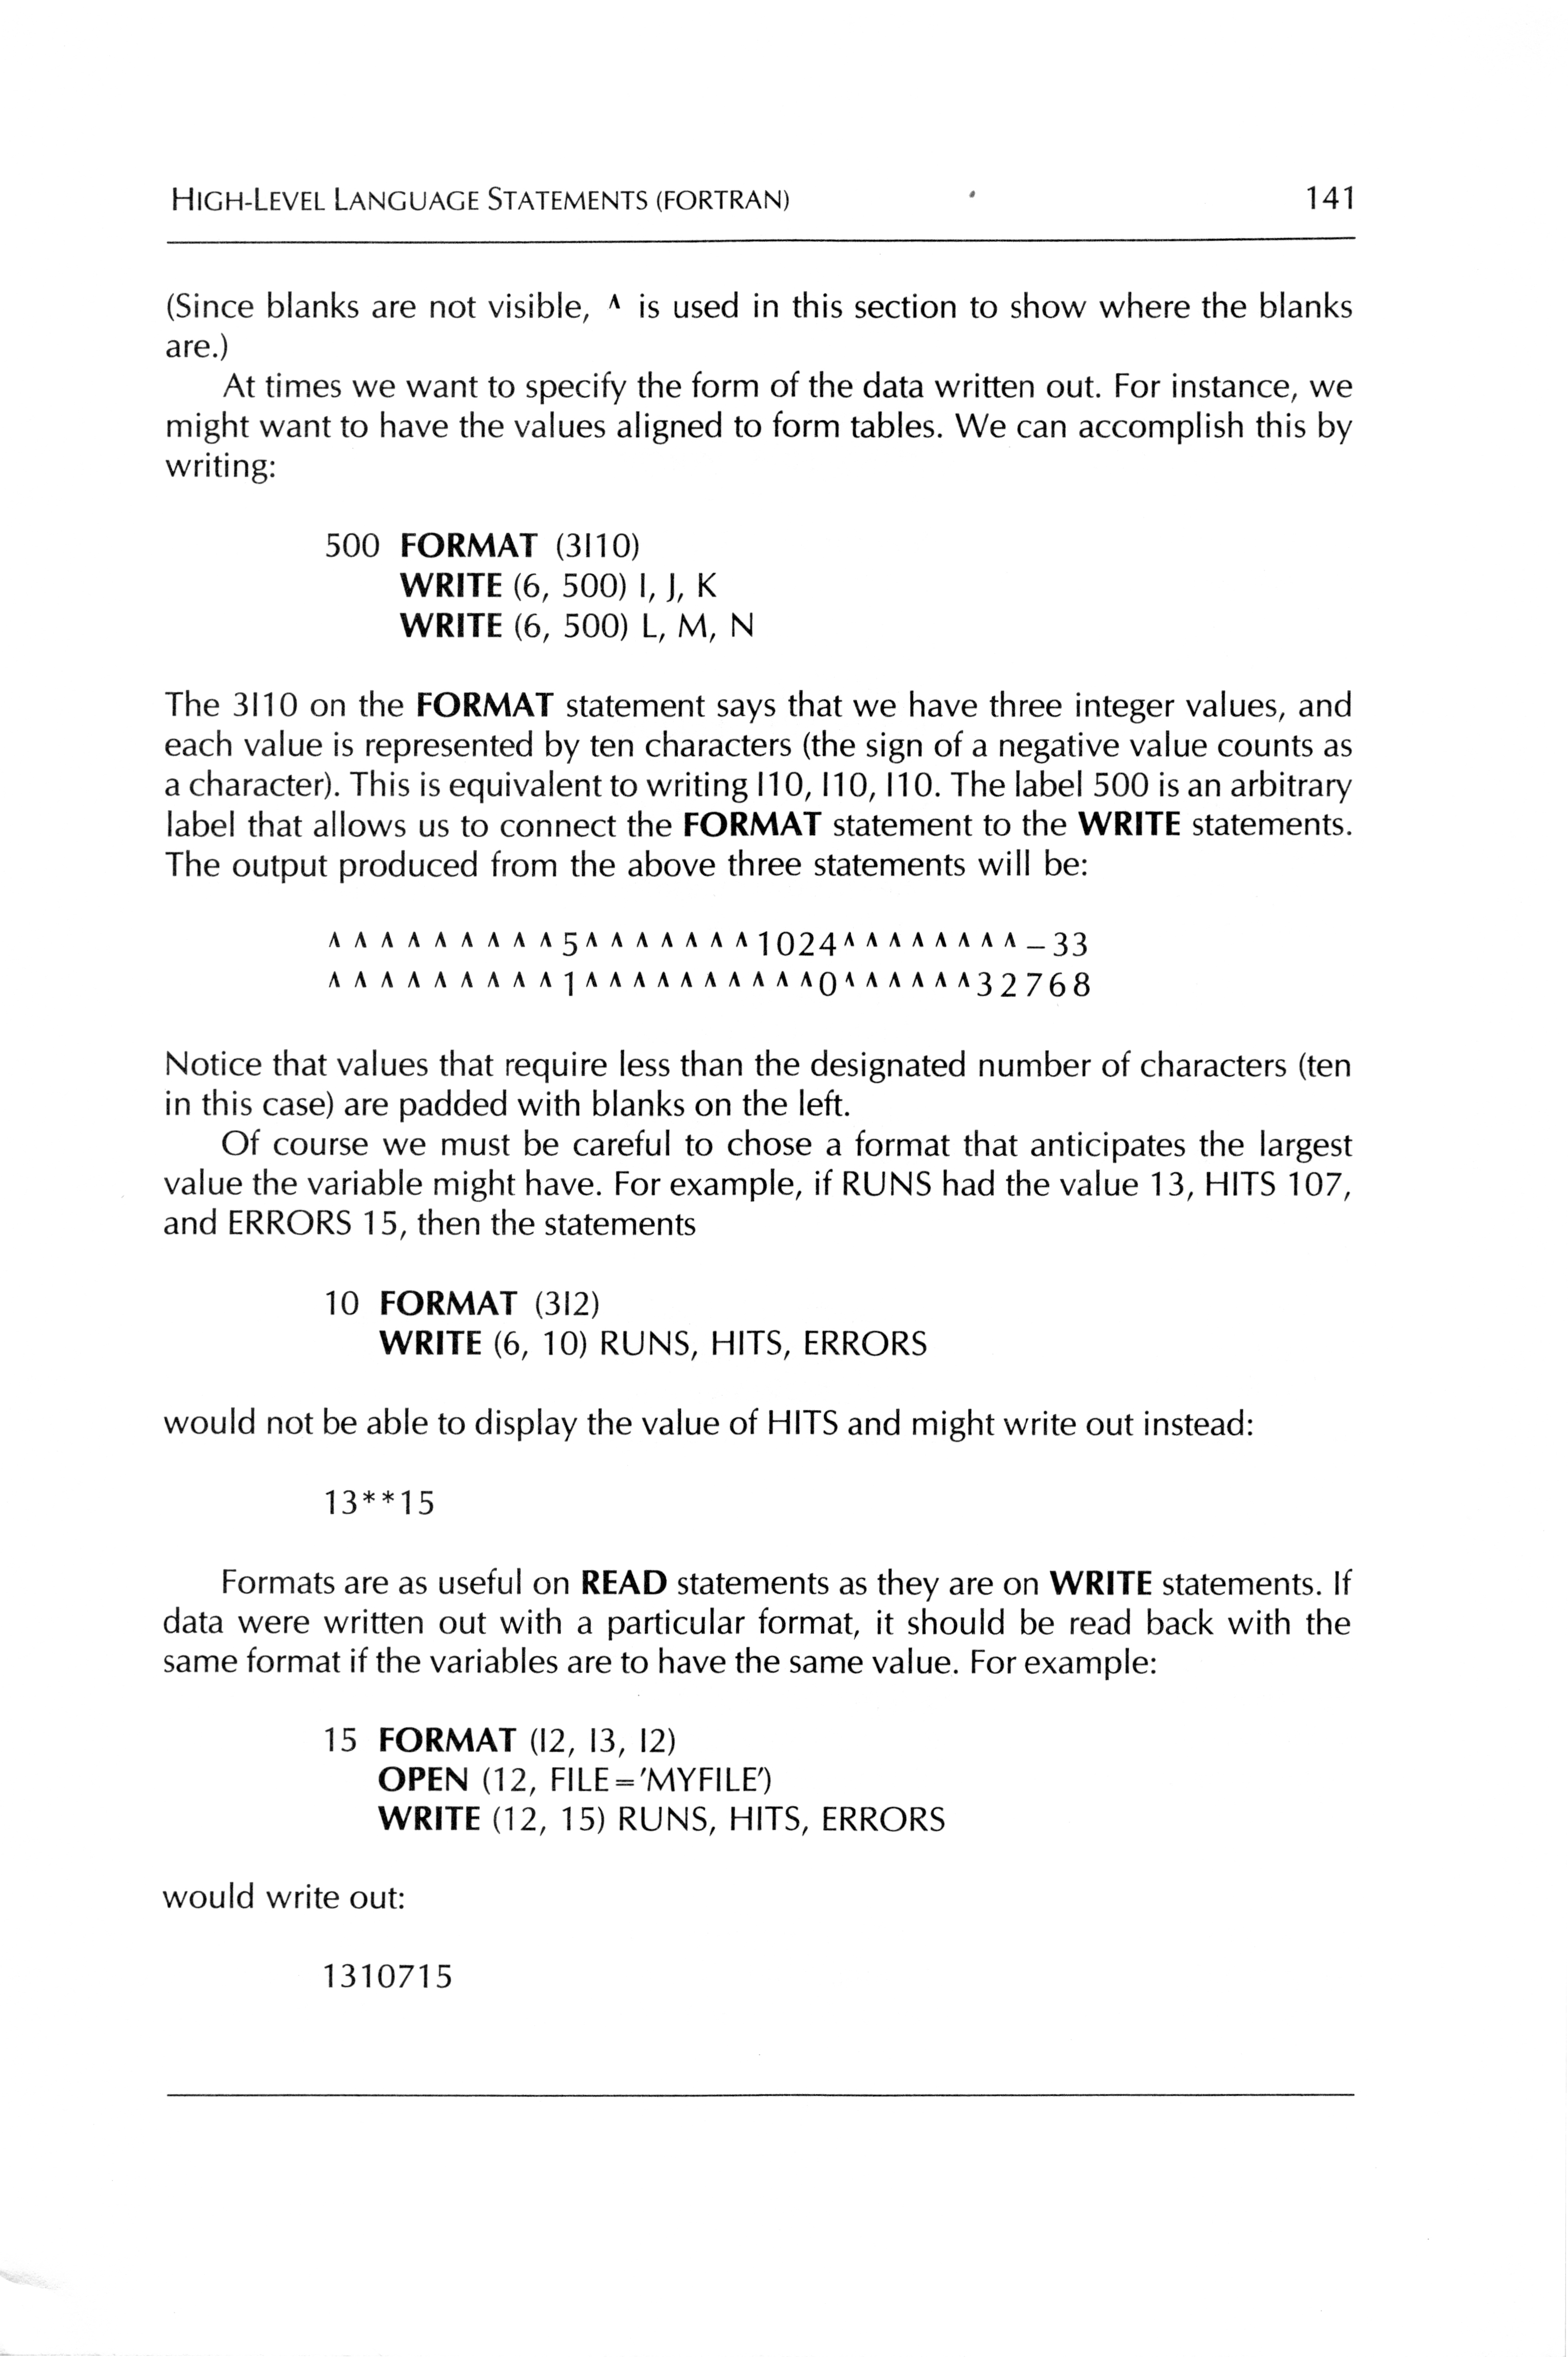 HIGH-LEVEL LANGUAGE STATEMENTS (FORTRAN) 141
(Since blanks are not visible, ^ is used in this section to show where the blanks
are.)
At times we want to specify the form of the data written out. For instance, we
might want to have the values aligned to form tables. We can accomplish this by
writing:
500 FORMAT (3I10)
WRITE (6, 500) I, J, K
WRITE (6, 500) L, M, N
The 3I10 on the FORMAT statement says that we have three integer values, and
each value is represented by ten characters (the sign of a negative value counts as
a character). This is equivalent to writing I10, I10, I10. The label 500 is an arbitrary
label that allows us to connect the FORMAT statement to the WRITE statements.
The output produced from the above three statements will be:
^ ^ ^ ^ ^ ^ ^ ^ ^ 5 ^ ^ ^ ^ ^ ^ ^ 1024 ^ ^ ^ ^ ^ ^ ^ ^ –33
^ ^ ^ ^ ^ ^ ^ ^ ^ 1 ^ ^ ^ ^ ^ ^ ^ ^ ^ ^ 0 ^ ^ ^ ^ ^ ^ 32768
Notice that values that require less than the designated number of characters (ten
in this case) are padded with blanks on the left.
Of course we must be careful to chose a format that anticipates the largest
value the variable might have. For example, if RUNS had the value 13, HITS 107,
and ERRORS 15, then the statements
10 FORMAT (3I2)
WRITE (6, 10) RUNS, HITS, ERRORS
would not be able to display the value of HITS and might write out instead:
13**15
Formats are as useful on READ statements as they are on WRITE statements. If
data were written out with a particular format, it should be read back with the
same format if the variables are to have the same value. For example:
15 FORMAT (I2, I3, I2)
OPEN (12, FILE='MYFILE')
WRITE (12, 15) RUNS, HITS, ERRORS
would write out:
1310715